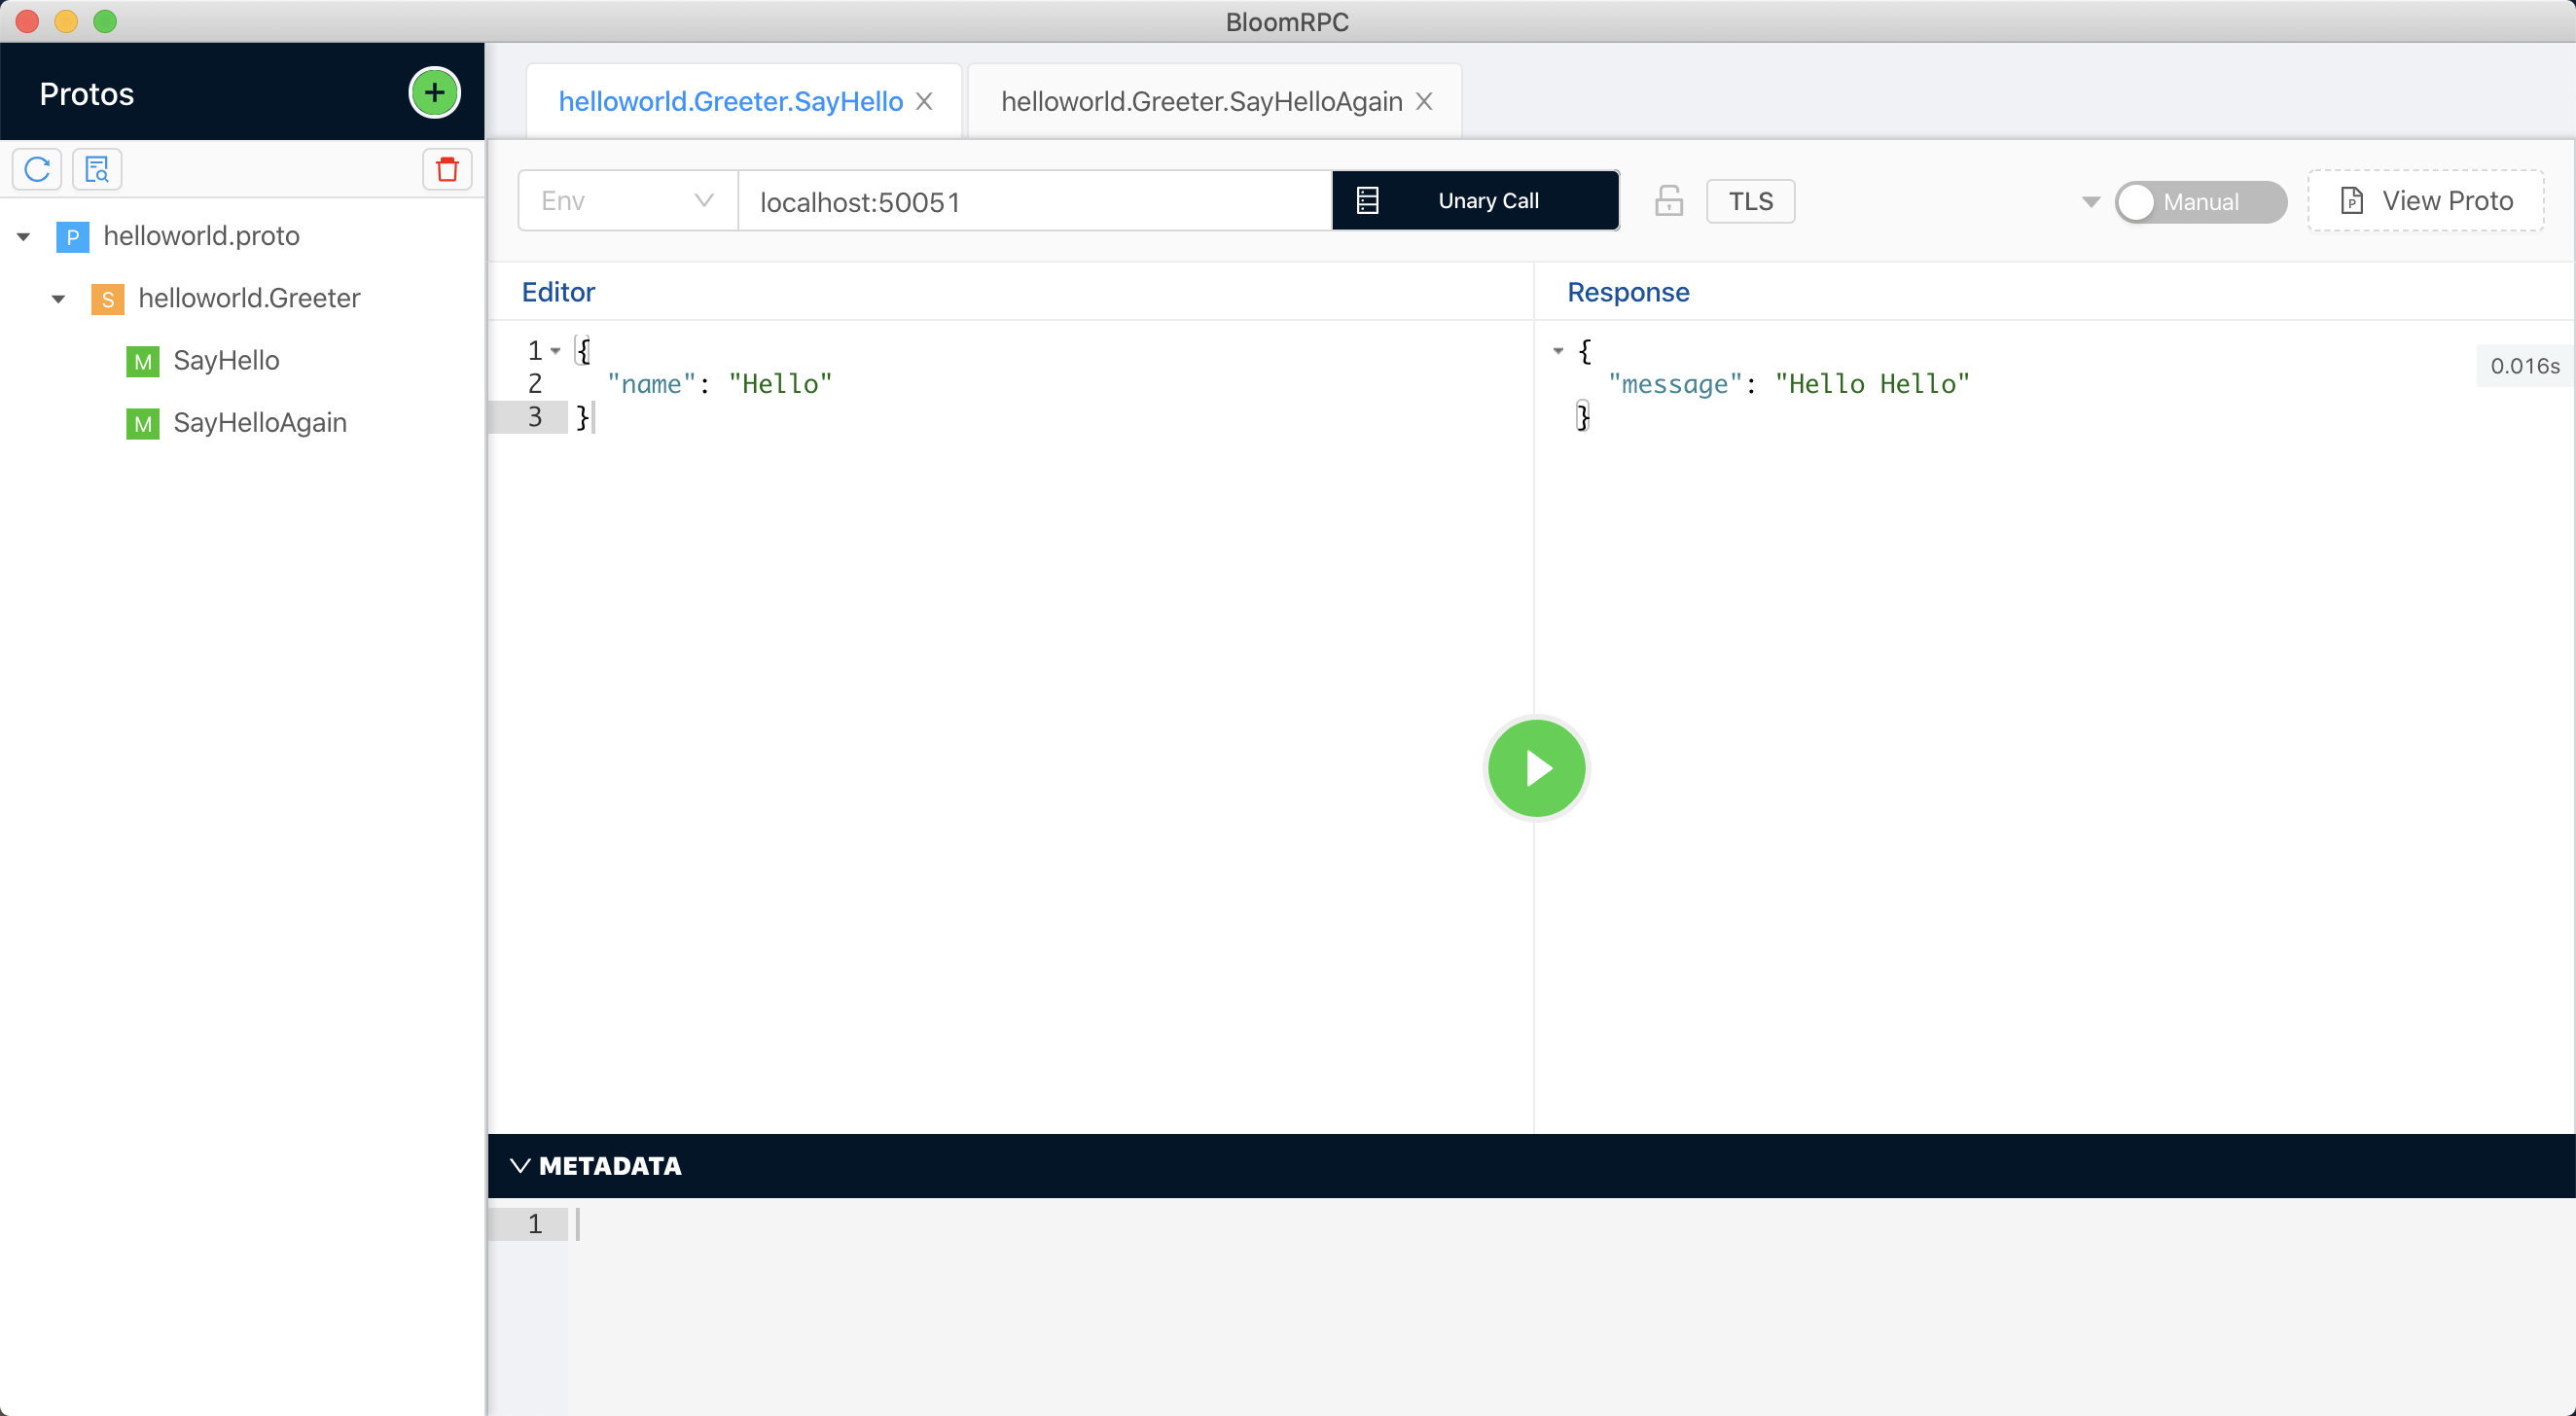 BloomRPC
Protos
helloworld.Greeter.SayHello
helloworld.Greeter.SayHelloAgain
Env
localhost:50051
Unary Call
TLS
Manual
P
View Proto
P helloworld.proto
S helloworld.Greeter
M SayHello
M SayHelloAgain
Editor
1 {
2 "name": "Hello"
3 }
Response
{
"message": "Hello Hello"
}
0.016s
METADATA
1